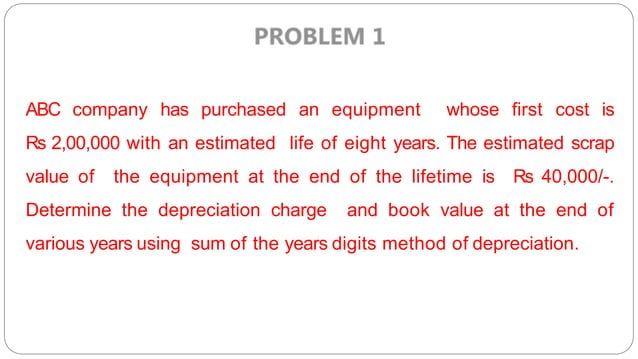 PROBLEM 1
ABC company has purchased an equipment whose first cost is
Rs 2,00,000 with an estimated life of eight years. The estimated scrap
value of the equipment at the end of the lifetime is Rs 40,000/-.
Determine the depreciation charge and book value at the end of
various years using sum of the years digits method of depreciation.